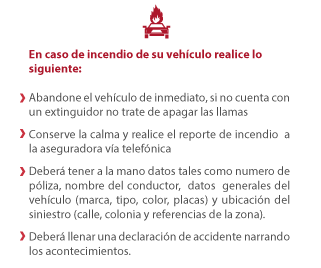 En caso de incendio de su vehículo realice lo
siguiente:
Abandone el vehículo de inmediato, si no cuenta con
un extinguidor no trate de apagar las llamas
Conserve la calma y realice el reporte de incendio a
la aseguradora vía telefónica
Deberá tener a la mano datos tales como numero de
póliza, nombre del conductor, datos generales del
vehículo (marca, tipo, color, placas) y ubicación del
siniestro (calle, colonia y referencias de la zona).
Deberá llenar una declaración de accidente narrando
los acontecimientos.